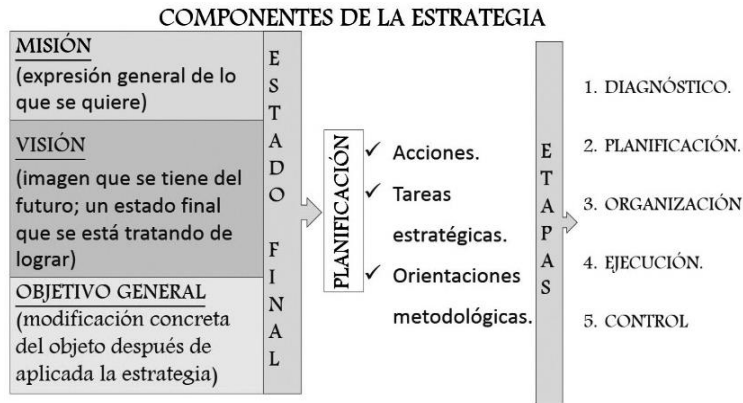 COMPONENTES DE LA ESTRATEGIA
MISIÓN
(expresión general de lo
que se quiere)
VISIÓN
(imagen que se tiene del
futuro; un estado final
que se está tratando de
lograr)
OBJETIVO GENERAL
(modificación concreta
del objeto después de
aplicada la estrategia)
ESTADO FINAL
PLANIFICACIÓN
✓ Acciones.
✓ Tareas
estratégicas.
✓ Orientaciones
metodológicas.
ETAPAS
1. DIAGNÓSTICO.
2. PLANIFICACIÓN.
3. ORGANIZACIÓN
4. EJECUCIÓN.
5. CONTROL